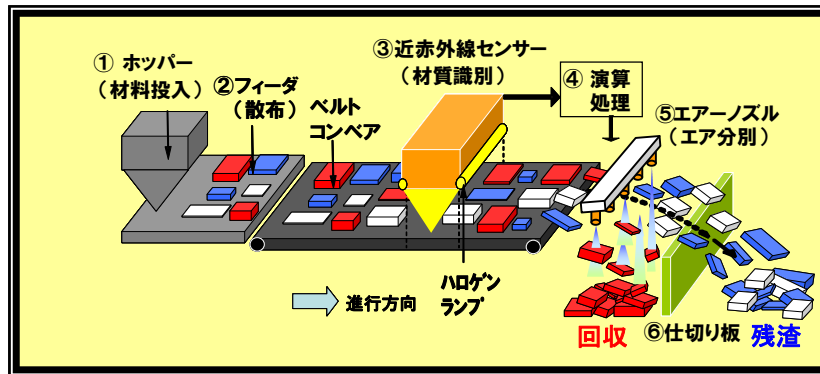 ① ホッパー
（材料投入）
②フィーダ
（散布）
ベルト
コンベア
③近赤外線センサー
（材質識別）
④ 演算
処理
⑤エアーノズル
（エア分別）
進行方向
ハロゲン
ランプ
回収
⑥仕切り板
残渣